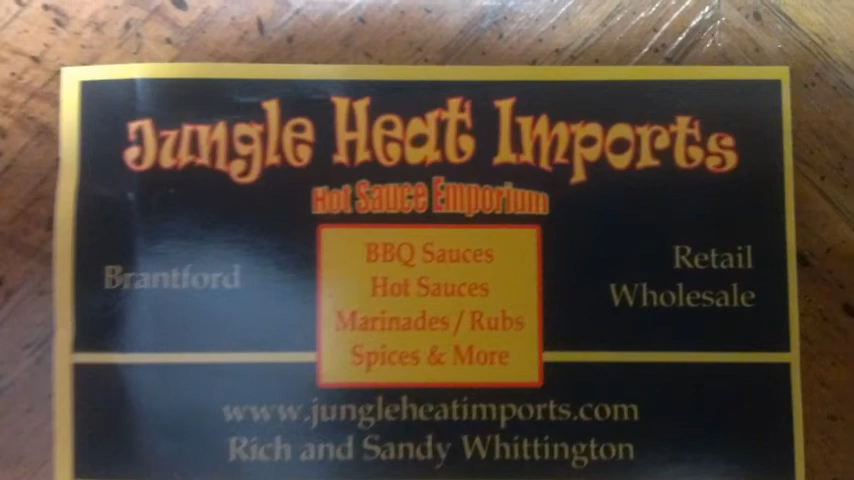 Jungle Heat Imports
Hot Sauce Emporium
BBQ Sauces
Hot Sauces
Marinades / Rubs
Spices & More
Brantford
Retail
Wholesale
www.jungleheatimports.com
Rich and Sandy Whittington